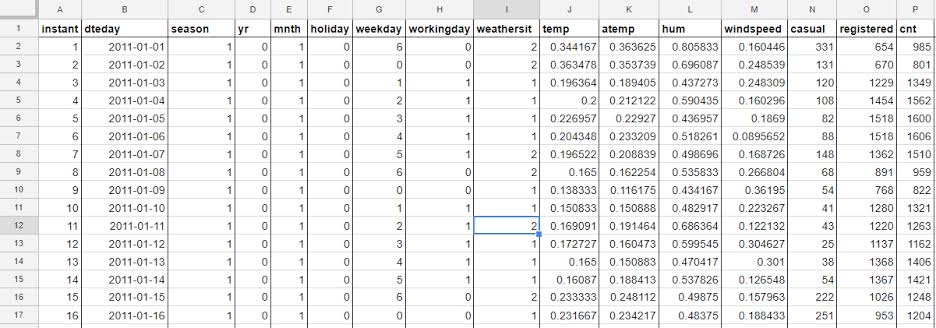 A B C D E F G H I J K L M N O P
1 instant dteday season yr mnth holiday weekday workingday weathersit temp atemp hum windspeed casual registered cnt
2 1 2011-01-01 1 0 1 0 6 0 2 0.344167 0.363625 0.805833 0.160446 331 654 985
3 2 2011-01-02 1 0 1 0 0 0 2 0.363478 0.353739 0.696087 0.248539 131 670 801
4 3 2011-01-03 1 0 1 0 1 1 1 0.196364 0.189405 0.437273 0.248309 120 1229 1349
5 4 2011-01-04 1 0 1 0 2 1 1 0.2 0.212122 0.590435 0.160296 108 1454 1562
6 5 2011-01-05 1 0 1 0 3 1 1 0.226957 0.22927 0.436957 0.1869 82 1518 1600
7 6 2011-01-06 1 0 1 0 4 1 1 0.204348 0.233209 0.518261 0.0895652 88 1518 1606
8 7 2011-01-07 1 0 1 0 5 1 2 0.196522 0.208839 0.498696 0.168726 148 1362 1510
9 8 2011-01-08 1 0 1 0 6 0 2 0.165 0.162254 0.535833 0.266804 68 891 959
10 9 2011-01-09 1 0 1 0 0 0 1 0.138333 0.116175 0.434167 0.36195 54 768 822
11 10 2011-01-10 1 0 1 0 1 1 1 0.150833 0.150888 0.482917 0.223267 41 1280 1321
12 11 2011-01-11 1 0 1 0 2 1 2 0.169091 0.191464 0.686364 0.122132 43 1220 1263
13 12 2011-01-12 1 0 1 0 3 1 1 0.172727 0.160473 0.599545 0.304627 25 1137 1162
14 13 2011-01-13 1 0 1 0 4 1 1 0.165 0.150883 0.470417 0.301 38 1368 1406
15 14 2011-01-14 1 0 1 0 5 1 1 0.16087 0.188413 0.537826 0.126548 54 1367 1421
16 15 2011-01-15 1 0 1 0 6 0 2 0.233333 0.248112 0.49875 0.157963 222 1026 1248
17 16 2011-01-16 1 0 1 0 0 0 1 0.231667 0.234217 0.48375 0.188433 251 953 1204